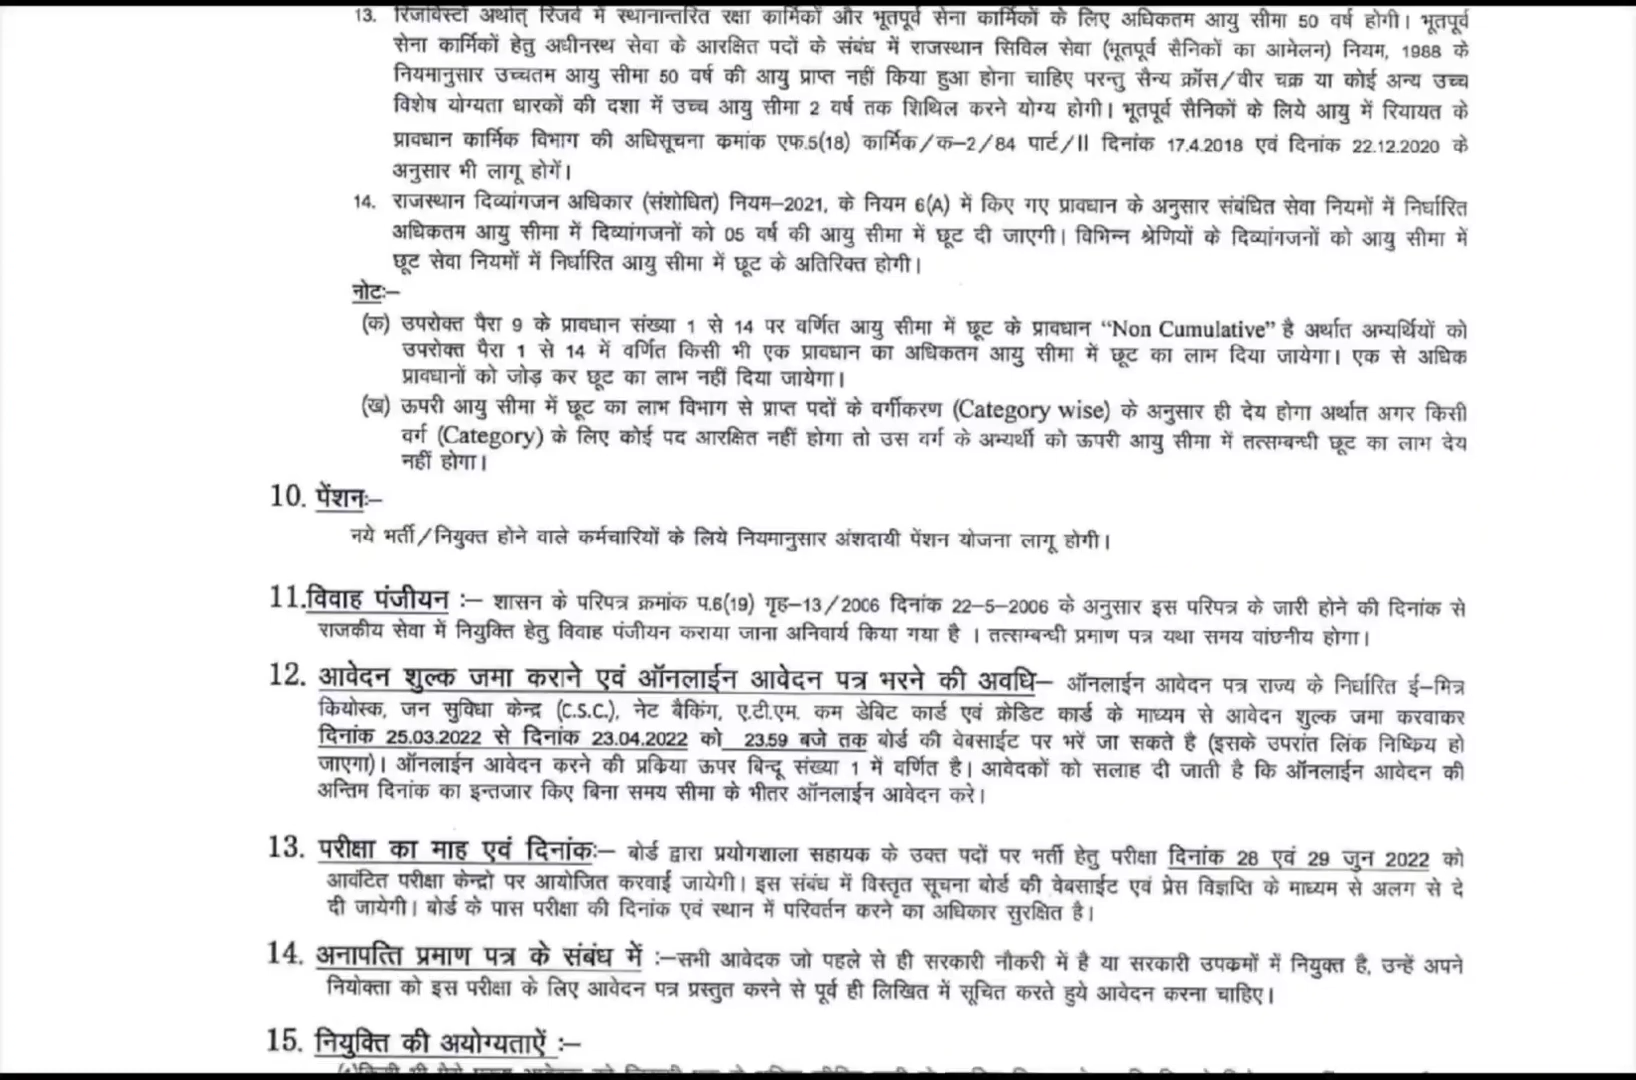 13. रिजर्विस्टों अर्थात् रिजर्व में स्थानान्तरित रक्षा कार्मिकों और भूतपूर्व सेना कार्मिकों के लिए अधिकतम आयु सीमा 50 वर्ष होगी। भूतपूर्व
सेना कार्मिकों हेतु अधीनस्थ सेवा के आरक्षित पदों के संबंध में राजस्थान सिविल सेवा (भूतपूर्व सैनिकों का आमेलन) नियम, 1988 के
नियमानुसार उच्चतम आयु सीमा 50 वर्ष की आयु प्राप्त नहीं किया हुआ होना चाहिए परन्तु सैन्य क्रॉस/वीर चक्र या कोई अन्य उच्च
विशेष योग्यता धारकों की दशा में उच्च आयु सीमा 2 वर्ष तक शिथिल करने योग्य होगी। भूतपूर्व सैनिकों के लिये आयु में रियायत के
प्रावधान कार्मिक विभाग की अधिसूचना कमांक एफ.5(18) कार्मिक/क–2/84 पार्ट/II दिनांक 17.4.2018 एवं दिनांक 22.12.2020 के
अनुसार भी लागू होगें।
14. राजस्थान दिव्यांगजन अधिकार (संशोधित) नियम–2021, के नियम 6(A) में किए गए प्रावधान के अनुसार संबंधित सेवा नियमों में निर्धारित
अधिकतम आयु सीमा में दिव्यांगजनों को 05 वर्ष की आयु सीमा में छूट दी जाएगी। विभिन्न श्रेणियों के दिव्यांगजनों को आयु सीमा में
छूट सेवा नियमों में निर्धारित आयु सीमा में छूट के अतिरिक्त होगी।
नोटः–
(क) उपरोक्त पैरा 9 के प्रावधान संख्या 1 से 14 पर वर्णित आयु सीमा में छूट के प्रावधान “Non Cumulative” है अर्थात अभ्यर्थियों को
उपरोक्त पैरा 1 से 14 में वर्णित किसी भी एक प्रावधान का अधिकतम आयु सीमा में छूट का लाभ दिया जायेगा। एक से अधिक
प्रावधानों को जोड़ कर छूट का लाभ नहीं दिया जायेगा।
(ख) ऊपरी आयु सीमा में छूट का लाभ विभाग से प्राप्त पदों के वर्गीकरण (Category wise) के अनुसार ही देय होगा अर्थात अगर किसी
वर्ग (Category) के लिए कोई पद आरक्षित नहीं होगा तो उस वर्ग के अभ्यर्थी को ऊपरी आयु सीमा में तत्सम्बन्धी छूट का लाभ देय
नहीं होगा।
10. पेंशनः–
नये भर्ती/नियुक्त होने वाले कर्मचारियों के लिये नियमानुसार अंशदायी पेंशन योजना लागू होगी।
11.विवाह पंजीयन :– शासन के परिपत्र क्रमांक प.6(19) गृह–13/2006 दिनांक 22–5–2006 के अनुसार इस परिपत्र के जारी होने की दिनांक से
राजकीय सेवा में नियुक्ति हेतु विवाह पंजीयन कराया जाना अनिवार्य किया गया है । तत्सम्बन्धी प्रमाण पत्र यथा समय वांछनीय होगा।
12. आवेदन शुल्क जमा कराने एवं ऑनलाईन आवेदन पत्र भरने की अवधि– ऑनलाईन आवेदन पत्र राज्य के निर्धारित ई–मित्र
कियोस्क, जन सुविधा केन्द्र (C.S.C.), नेट बैकिंग, ए.टी.एम. कम डेबिट कार्ड एवं क्रेडिट कार्ड के माध्यम से आवेदन शुल्क जमा करवाकर
दिनांक 25.03.2022 से दिनांक 23.04.2022 को 23.59 बजे तक बोर्ड की वेबसाईट पर भरें जा सकते है (इसके उपरांत लिंक निष्क्रिय हो
जाएगा)। ऑनलाईन आवेदन करने की प्रकिया ऊपर बिन्दू संख्या 1 में वर्णित है। आवेदकों को सलाह दी जाती है कि ऑनलाईन आवेदन की
अन्तिम दिनांक का इन्तजार किए बिना समय सीमा के भीतर ऑनलाईन आवेदन करे।
13. परीक्षा का माह एवं दिनांकः– बोर्ड द्वारा प्रयोगशाला सहायक के उक्त पदों पर भर्ती हेतु परीक्षा दिनांक 28 एवं 29 जुन 2022 को
आवंटित परीक्षा केन्द्रो पर आयोजित करवाई जायेगी। इस संबंध में विस्तृत सूचना बोर्ड की वेबसाईट एवं प्रेस विज्ञप्ति के माध्यम से अलग से दे
दी जायेगी। बोर्ड के पास परीक्षा की दिनांक एवं स्थान में परिवर्तन करने का अधिकार सुरक्षित है।
14. अनापत्ति प्रमाण पत्र के संबंध में :–सभी आवेदक जो पहले से ही सरकारी नौकरी में है या सरकारी उपक्रमों में नियुक्त है, उन्हें अपने
नियोक्ता को इस परीक्षा के लिए आवेदन पत्र प्रस्तुत करने से पूर्व ही लिखित में सूचित करते हुये आवेदन करना चाहिए।
15. नियुक्ति की अयोग्यताऐं :–